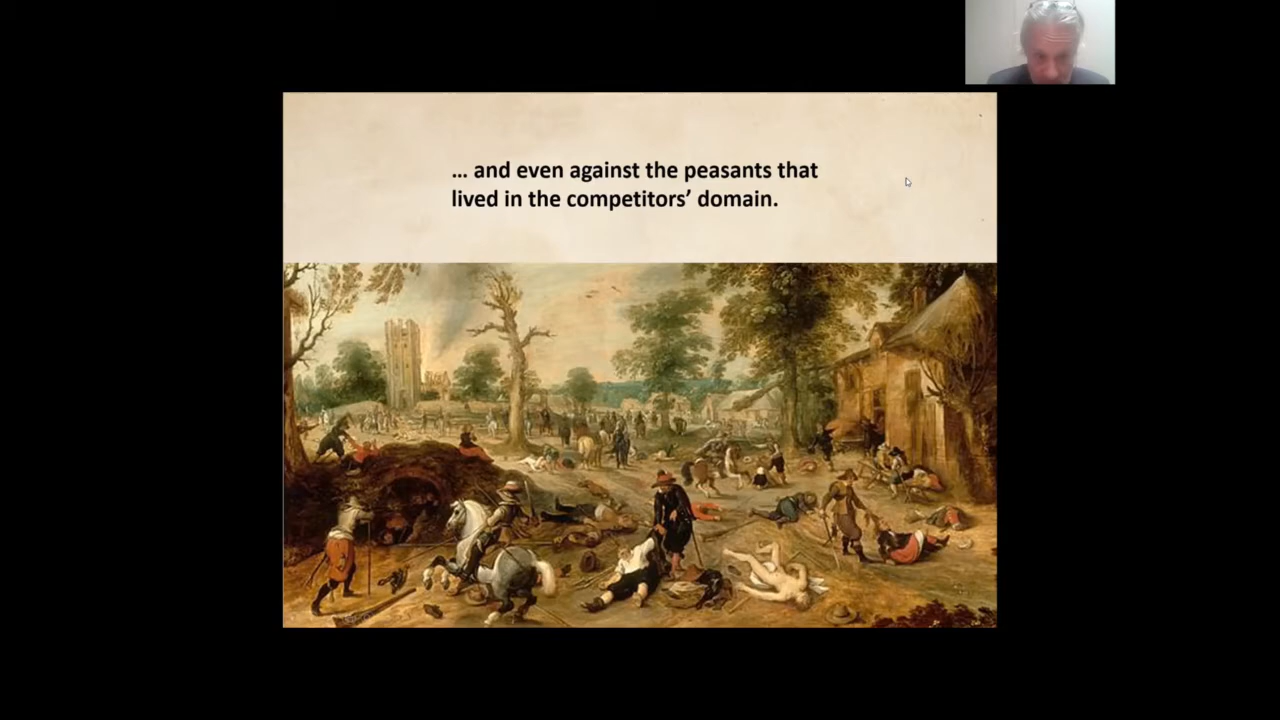 … and even against the peasants that
lived in the competitors’ domain.